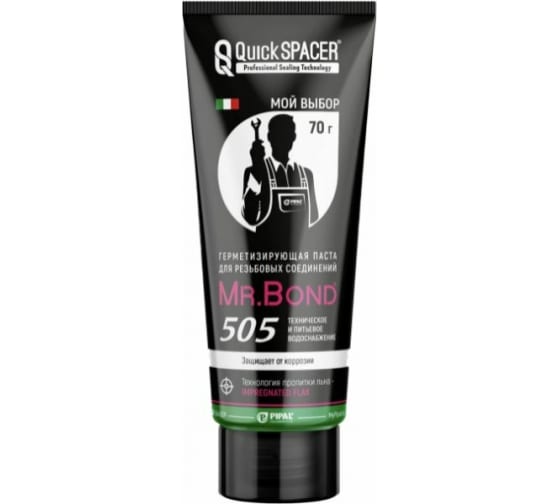 QuickSPACER®
Professional Sealing Technology
МОЙ ВЫБОР
70 г
PIPAL
ГЕРМЕТИЗИРУЮЩАЯ ПАСТА
ДЛЯ РЕЗЬБОВЫХ СОЕДИНЕНИЙ
MR.BOND
505
ТЕХНИЧЕСКОЕ
И ПИТЬЕВОЕ
ВОДОСНАБЖЕНИЕ
Защищает от коррозии
Технология пропитки льна -
IMPREGNATED FLAX
PIPAL